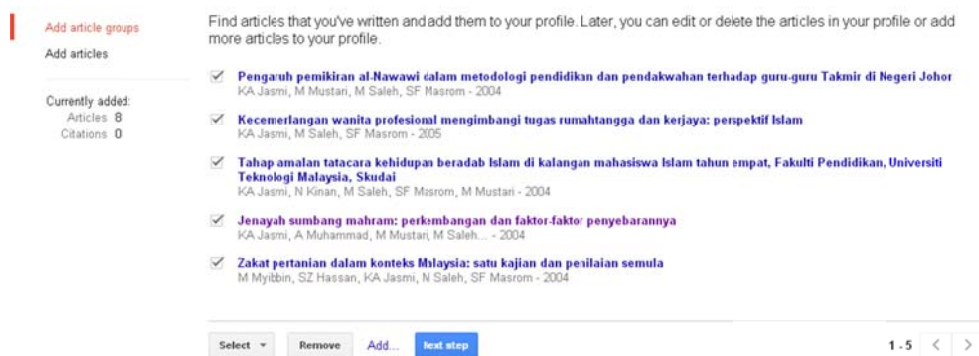 Add article groups
Add articles
Currently added:
Articles 8
Citations 0
Find articles that you've written and add them to your profile. Later, you can edit or delete the articles in your profile or add
more articles to your profile.
Pengaruh pemikiran al-Nawawi dalam metodologi pendidikan dan pendakwahan terhadap guru-guru Takmir di Negeri Johor
KA Jasmi, M Mustari, M Saleh, SF Masrom - 2004
Kecemerlangan wanita profesional mengimbangi tugas rumahtangga dan kerjaya: perspektif Islam
KA Jasmi, M Saleh, SF Masrom - 2005
Tahap amalan tatacara kehidupan beradab Islam di kalangan mahasiswa Islam tahun empat, Fakulti Pendidikan, Universiti
Teknologi Malaysia, Skudai
KA Jasmi, N Kinan, M Saleh, SF Masrom, M Mustari - 2004
Jenayah sumbang mahram: perkembangan dan faktor-faktor penyebarannya
KA Jasmi, A Muhammad, M Mustari, M Saleh... - 2004
Zakat pertanian dalam konteks Malaysia: satu kajian dan penilaian semula
SZ Hassan, KA Jasmi, N Saleh, SF Masrom - 2004
Select Remove Add... Next step 1 - 5 < >